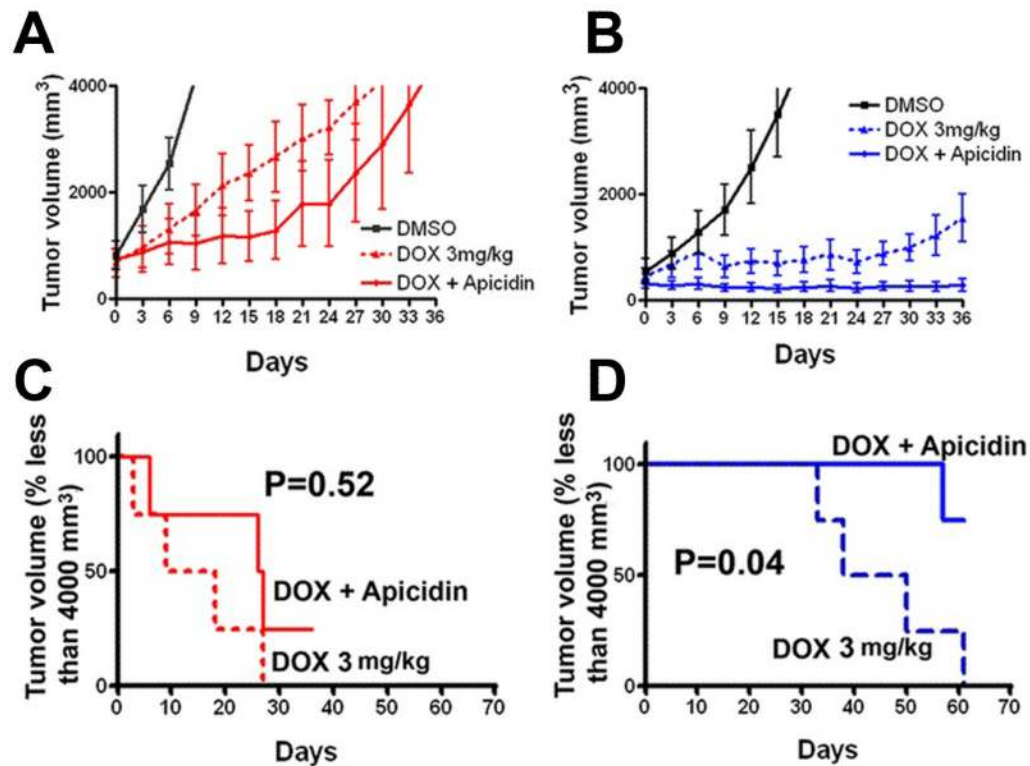 A
Tumor volume (mm³)
4000
2000
0
DMSO
DOX 3mg/kg
DOX + Apicidin
0 3 6 9 12 15 18 21 24 27 30 33 36
Days
B
Tumor volume (mm³)
4000
2000
0
DMSO
DOX 3mg/kg
DOX + Apicidin
0 3 6 9 12 15 18 21 24 27 30 33 36
Days
C
Tumor volume (% less
than 4000 mm³)
100
50
0
P=0.52
DOX + Apicidin
DOX 3 mg/kg
0 10 20 30 40 50 60 70
Days
D
Tumor volume (% less
than 4000 mm³)
100
50
0
DOX + Apicidin
P=0.04
DOX 3 mg/kg
0 10 20 30 40 50 60 70
Days